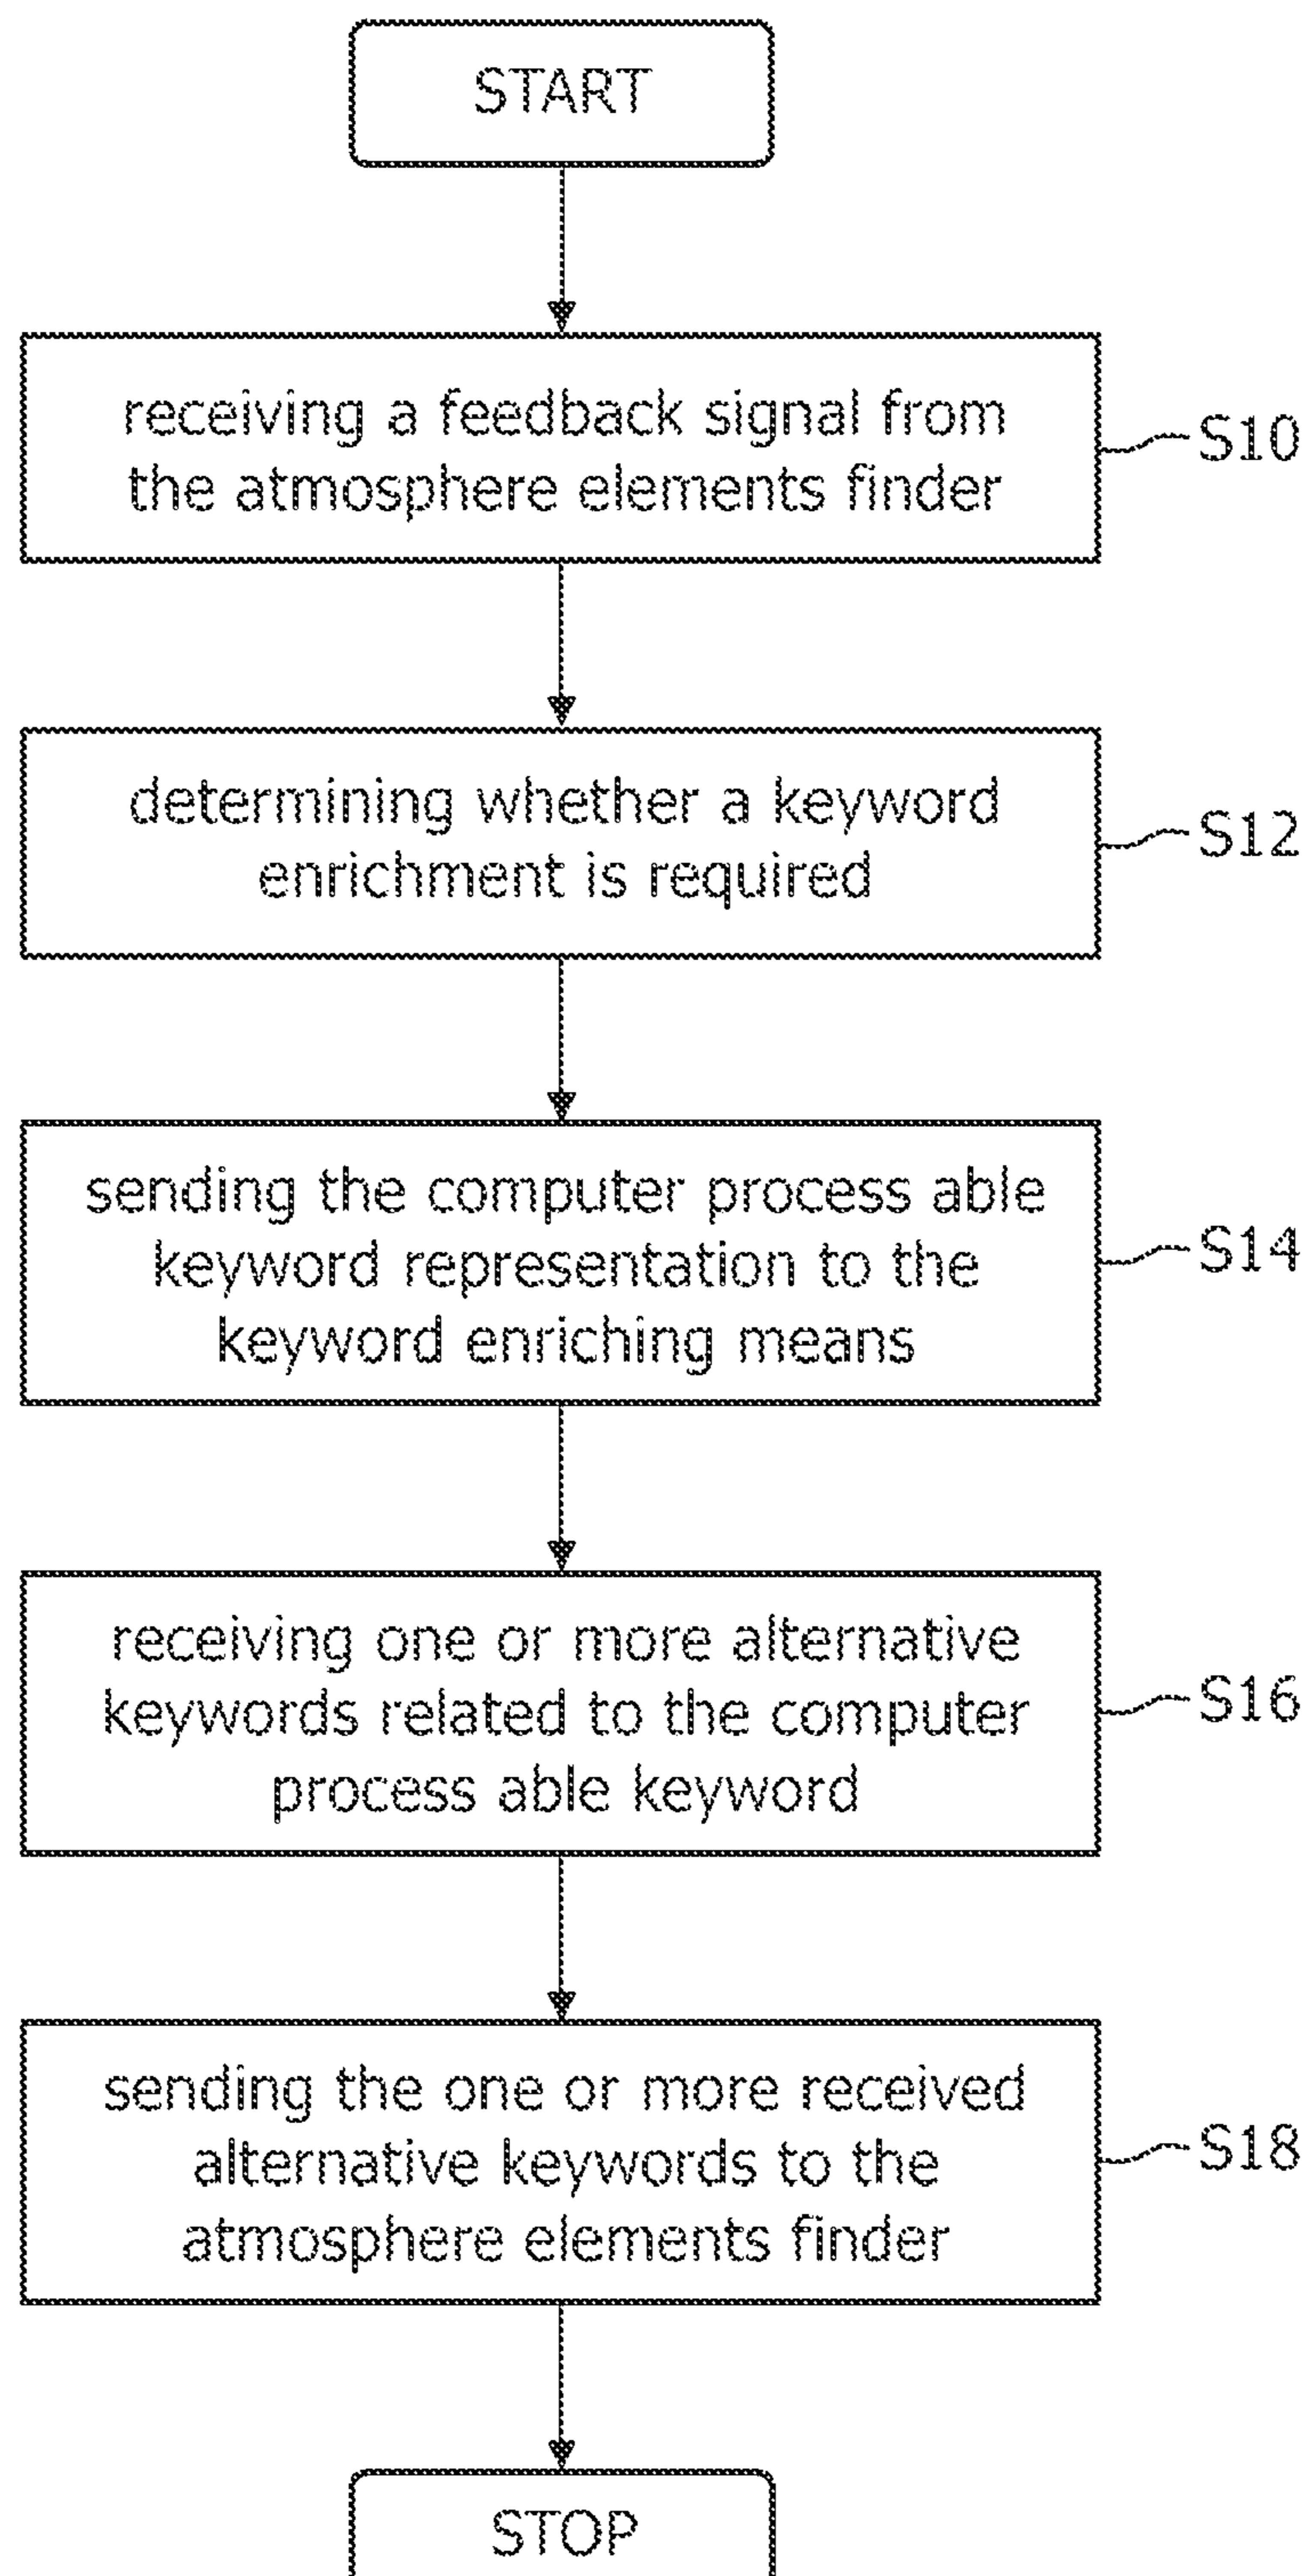 START
receiving a feedback signal from
the atmosphere elements finder
S10
determining whether a keyword
enrichment is required
S12
sending the computer process able
keyword representation to the
keyword enriching means
S14
receiving one or more alternative
keywords related to the computer
process able keyword
S16
sending the one or more received
alternative keywords to the
atmosphere elements finder
S18
STOP